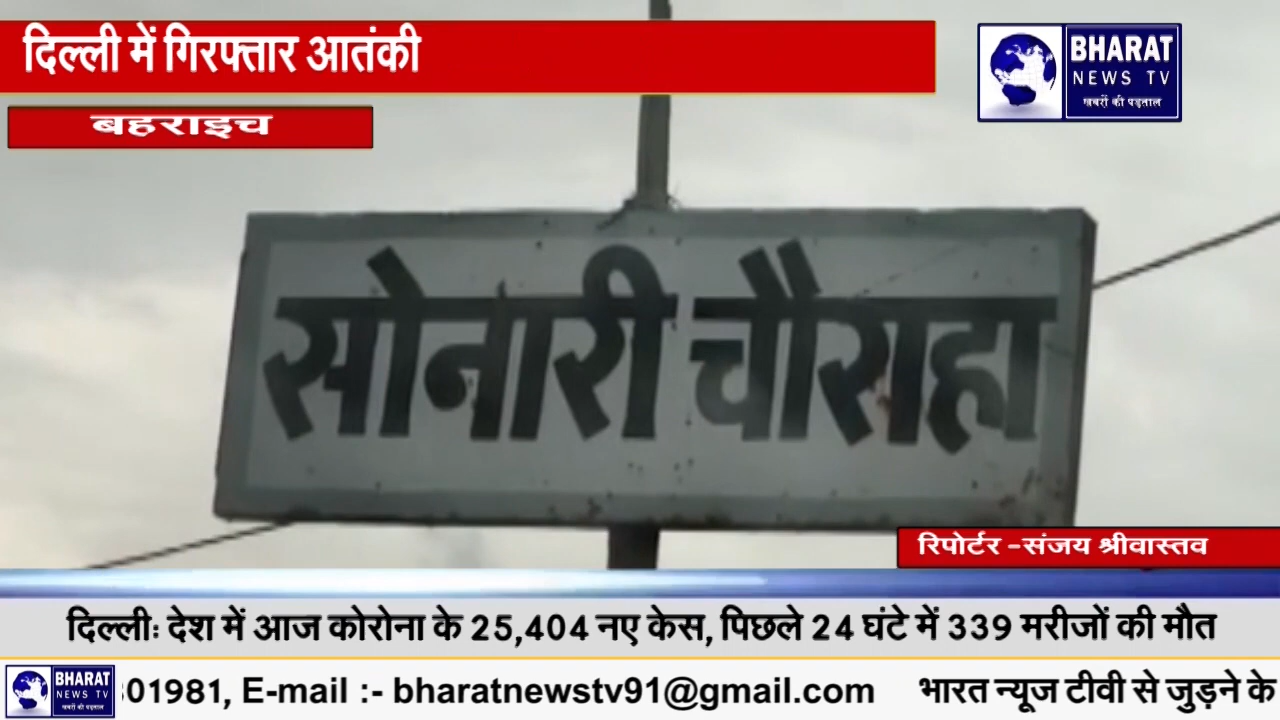 दिल्ली में गिरफ्तार आतंकी
BHARAT
NEWS TV
खबरों की पड़ताल
बहराइच
सोनारी चौराहा
रिपोर्टर -संजय श्रीवास्तव
दिल्लीः देश में आज कोरोना के 25,404 नए केस, पिछले 24 घंटे में 339 मरीजों की मौत
BHARAT
NEWS TV
खबरों की पड़ताल
301981, E-mail :- bharatnewstv91@gmail.com भारत न्यूज टीवी से जुड़ने के